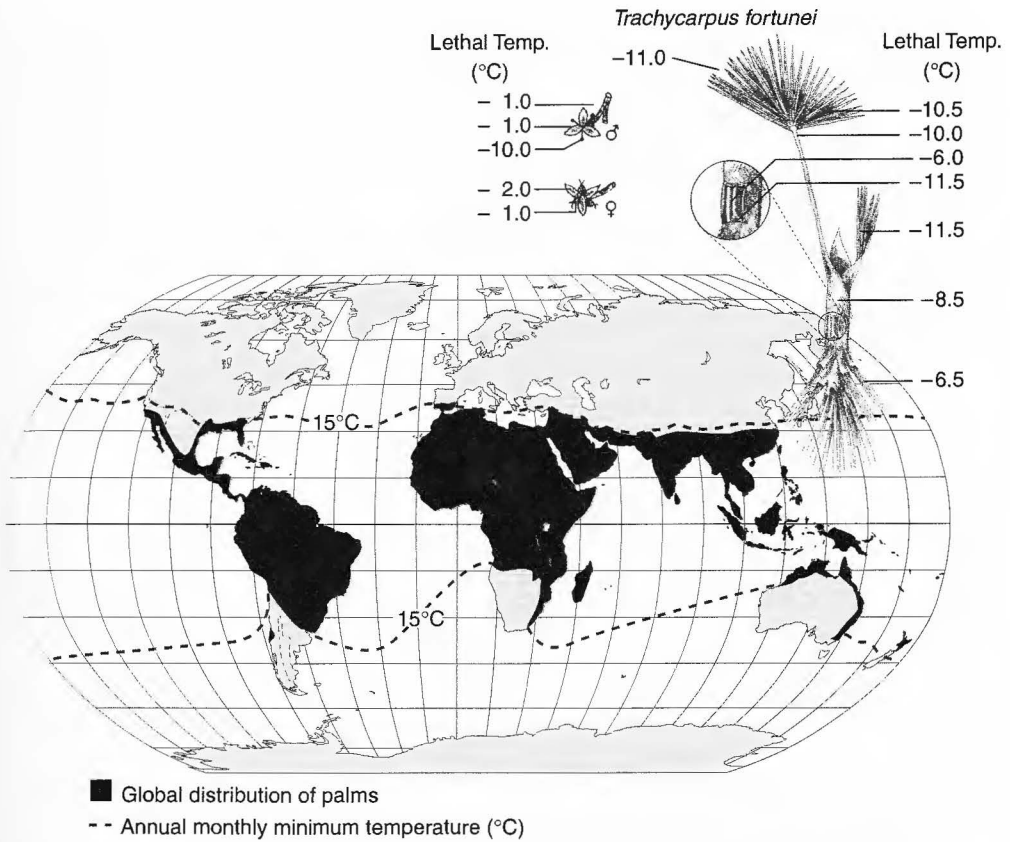 Trachycarpus fortunei
Lethal Temp.
(°C)
– 1.0
– 1.0
–10.0
♂
– 2.0
– 1.0
♀
–11.0
Lethal Temp.
(°C)
–10.5
–10.0
–6.0
–11.5
–11.5
–8.5
–6.5
15°C
15°C
Global distribution of palms
Annual monthly minimum temperature (°C)